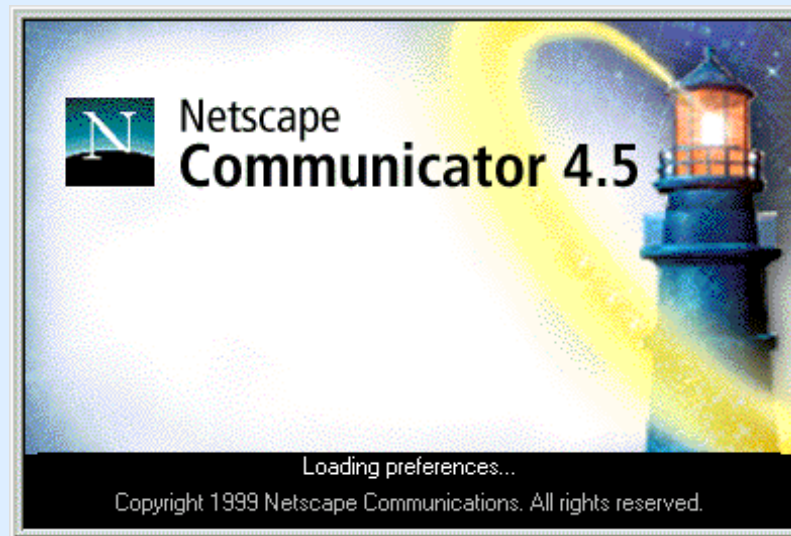 N
Netscape
Communicator 4.5
Loading preferences...
Copyright 1999 Netscape Communications. All rights reserved.